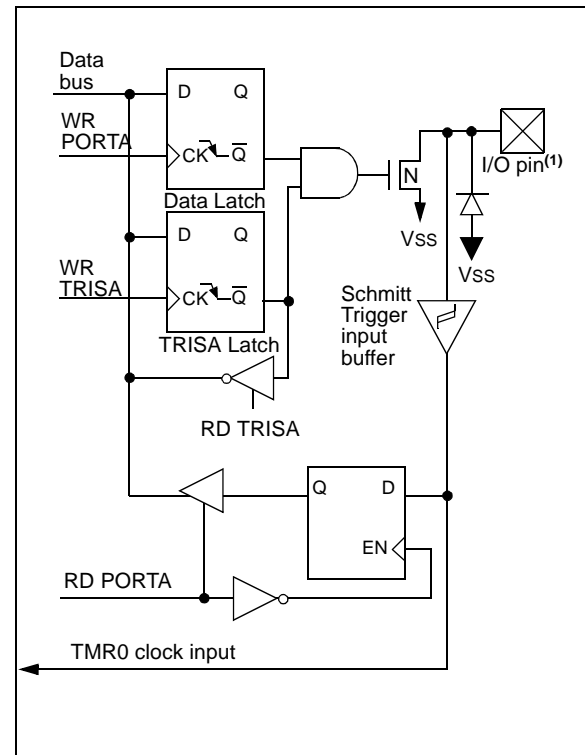 Data
bus
D Q
WR
PORTA
CK Q
Data Latch
N
I/O pin(1)
VSS
VSS
D Q
WR
TRISA
CK Q
TRISA Latch
Schmitt
Trigger
input
buffer
RD TRISA
Q D
EN
RD PORTA
TMR0 clock input